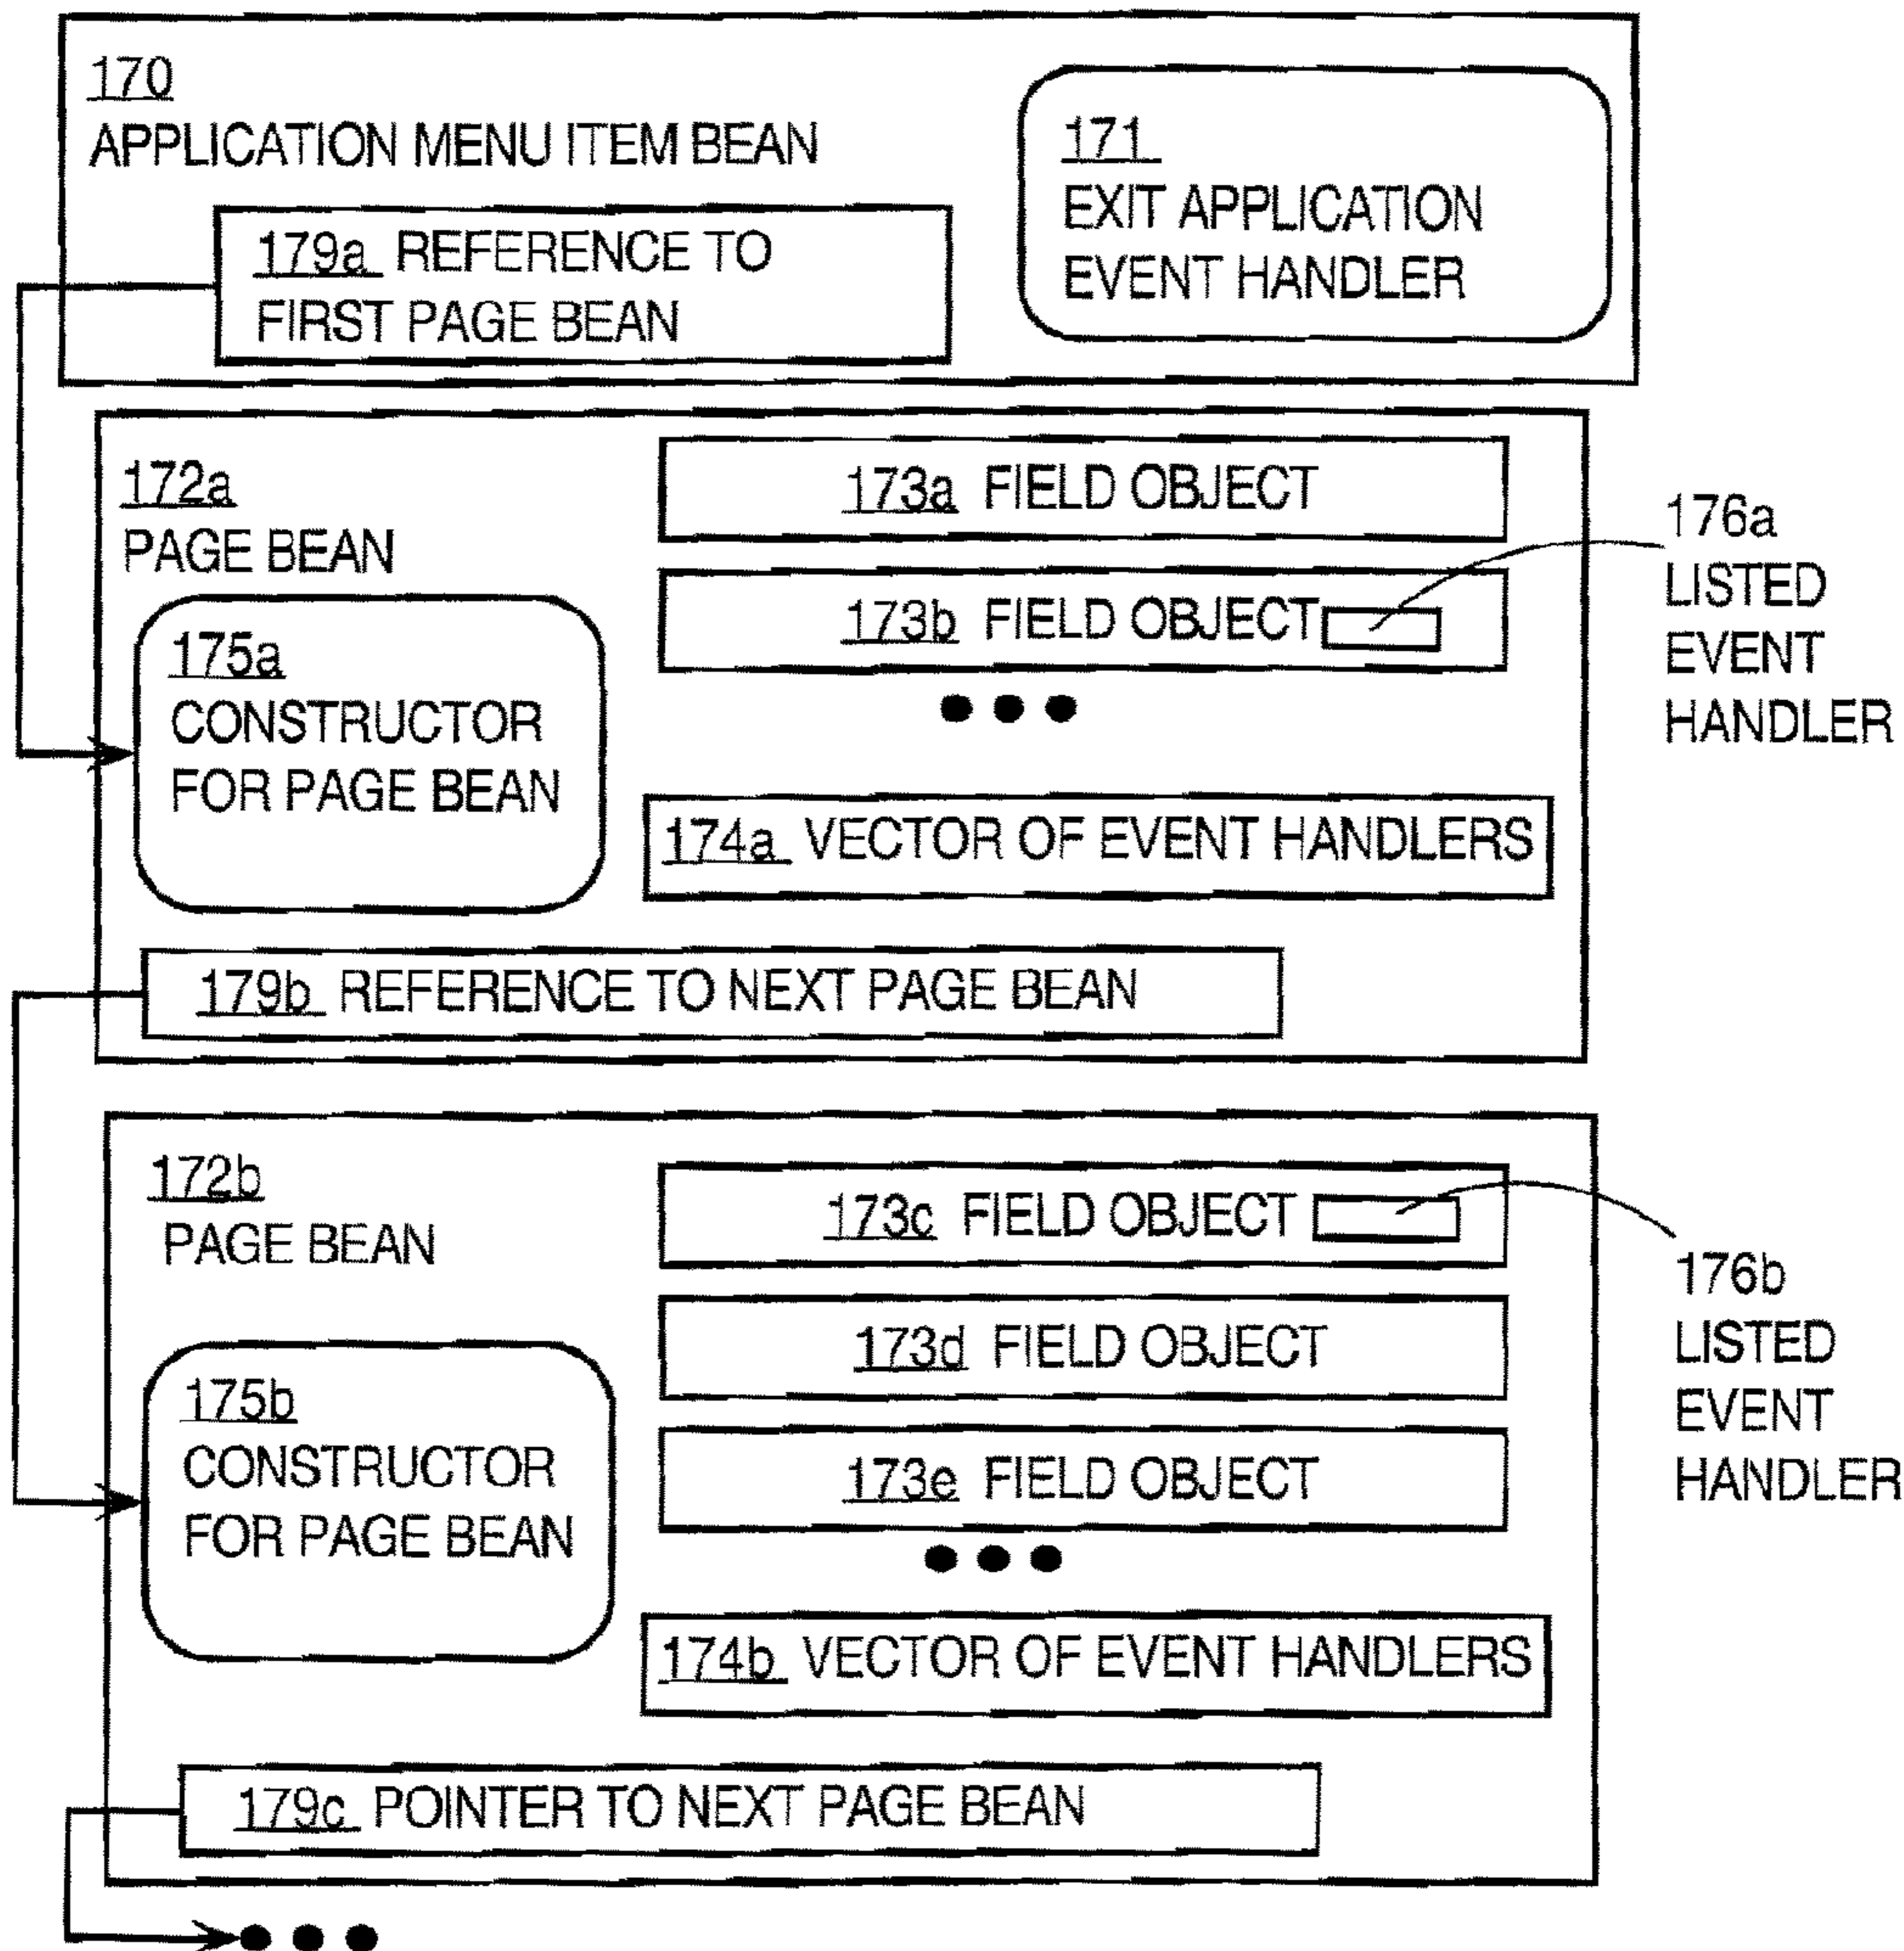 170
APPLICATION MENU ITEM BEAN
179a REFERENCE TO
FIRST PAGE BEAN
171
EXIT APPLICATION
EVENT HANDLER
172a
PAGE BEAN
175a
CONSTRUCTOR
FOR PAGE BEAN
173a FIELD OBJECT
173b FIELD OBJECT
176a
LISTED
EVENT
HANDLER
174a VECTOR OF EVENT HANDLERS
179b REFERENCE TO NEXT PAGE BEAN
172b
PAGE BEAN
175b
CONSTRUCTOR
FOR PAGE BEAN
173c FIELD OBJECT
173d FIELD OBJECT
173e FIELD OBJECT
176b
LISTED
EVENT
HANDLER
174b VECTOR OF EVENT HANDLERS
179c POINTER TO NEXT PAGE BEAN